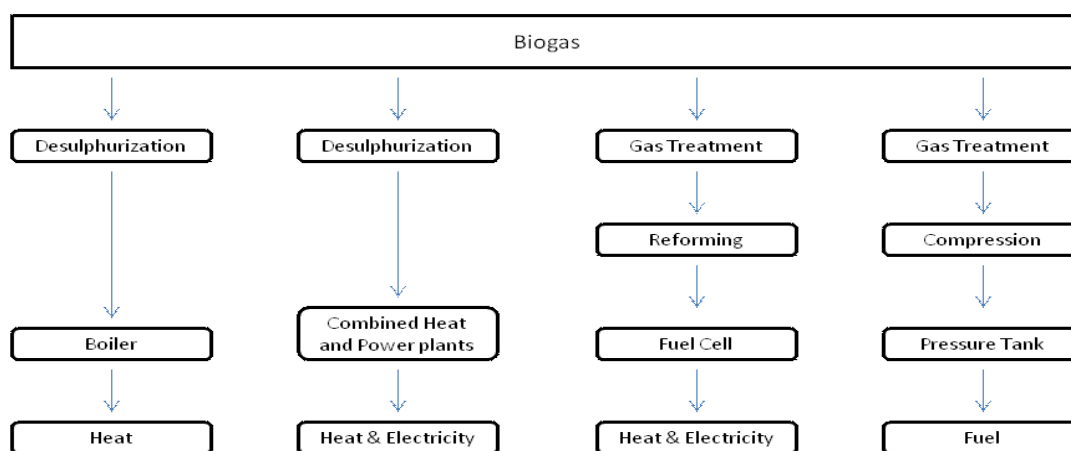 Biogas
Desulphurization
Desulphurization
Gas Treatment
Gas Treatment
Reforming
Compression
Boiler
Combined Heat
and Power plants
Fuel Cell
Pressure Tank
Heat
Heat & Electricity
Heat & Electricity
Fuel